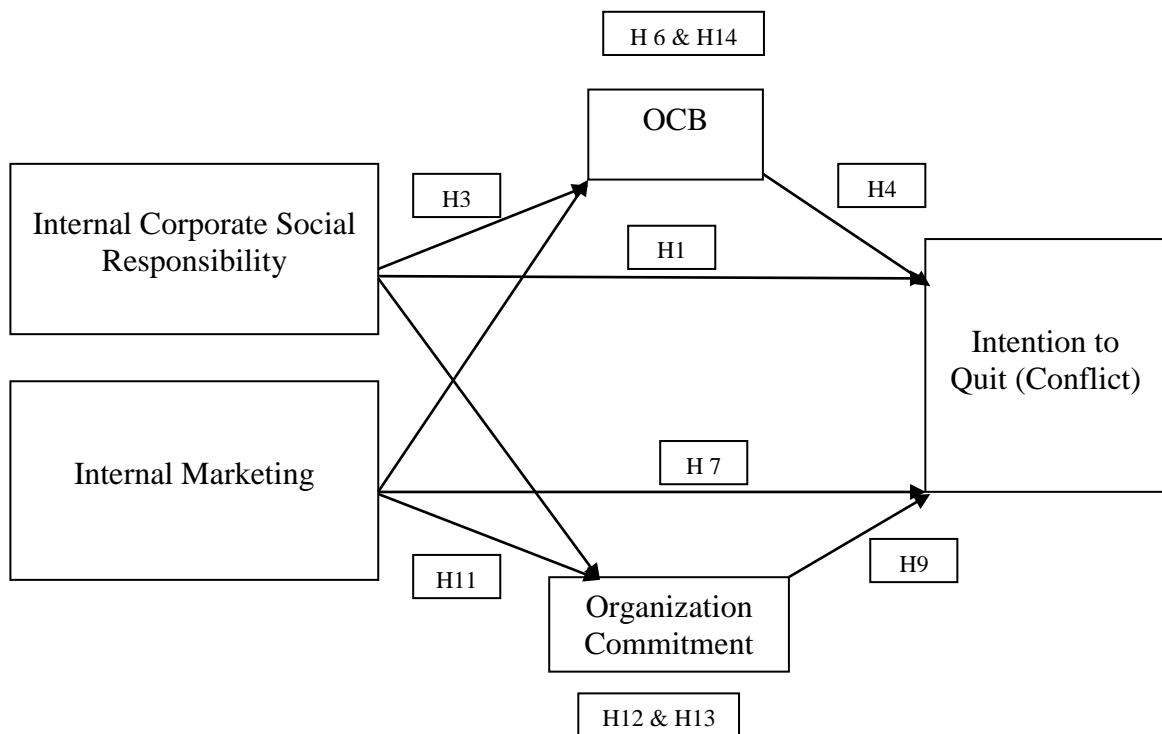 H 6 & H14
OCB
H3
H4
Internal Corporate Social
Responsibility
H1
Intention to
Quit (Conflict)
Internal Marketing
H 7
H11
H9
Organization
Commitment
H12 & H13